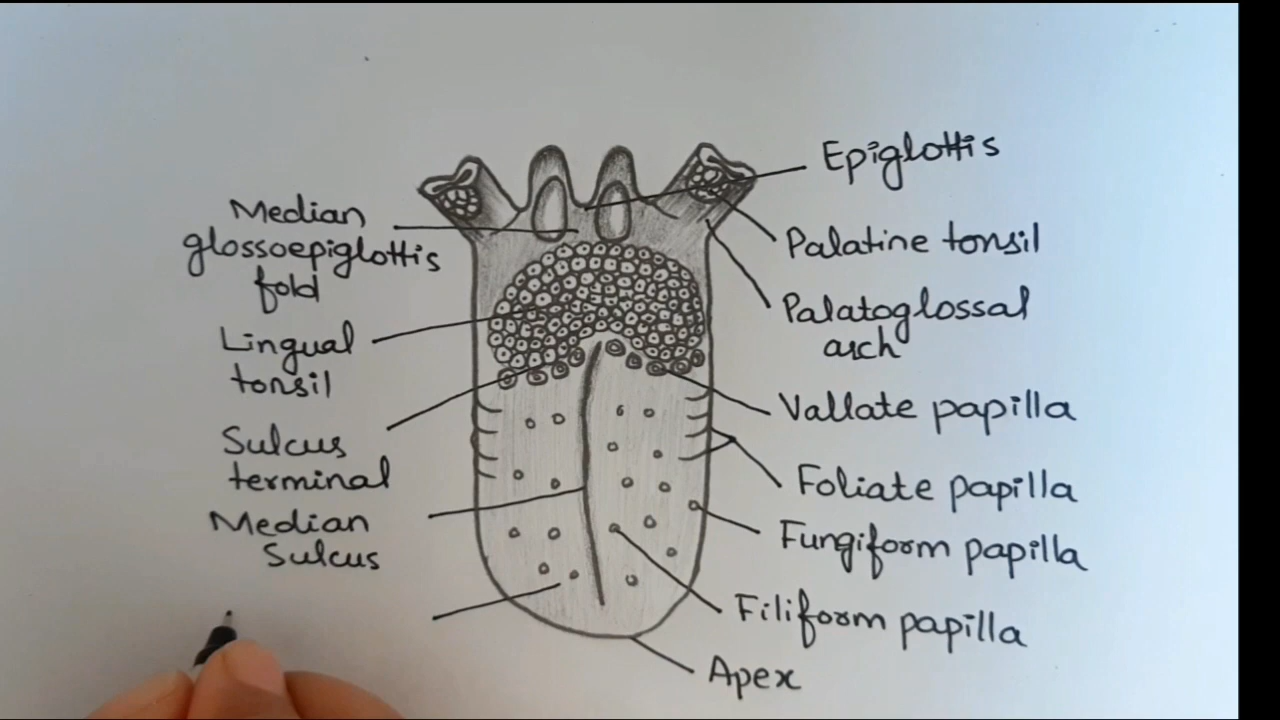 Epiglottis
Median
glossoepiglottis
fold
Palatine tonsil
Palatoglossal
arch
Lingual
tonsil
Vallate papilla
Sulcus
terminal
Foliate papilla
Median
Sulcus
Fungiform papilla
Filiform papilla
Apex